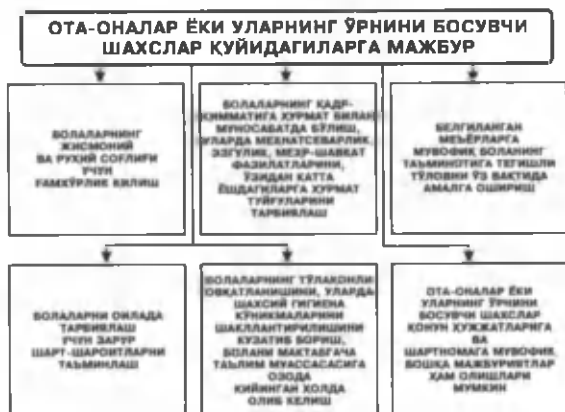 ОТА-ОНАЛАР ЁКИ УЛАРНИНГ ЎРНИНИ БОСУВЧИ
ШАХСЛАР ҚУЙИДАГИЛАРГА МАЖБУР
БОЛАЛАРНИНГ
ЖИСМОНИЙ
ВА РУҲИЙ СОҒЛИҒИ
УЧУН
ҒАМХЎРЛИК ҚИЛИШ
БОЛАЛАРНИНГ ҚАДР-
ҚИММАТИГА ҲУРМАТ БИЛАН
МУНОСАБАТДА БЎЛИШ,
УЛАРДА МЕҲНАТСЕВАРЛИК,
ЭЗГУЛИК, МЕҲР-ШАВҚАТ
ФАЗИЛАТЛАРИНИ,
ЎЗИДАН КАТТА
ЁШДАГИЛАРГА ҲУРМАТ
ТУЙҒУЛАРИНИ
ТАРБИЯЛАШ
БЕЛГИЛАНГАН
МЕЪЁРЛАРГА
МУВОФИҚ БОЛАНИНГ
ТАЪМИНОТИГА ТЕГИШЛИ
ТЎЛОВНИ ЎЗ ВАҚТИДА
АМАЛГА ОШИРИШ
БОЛАЛАРНИ ОИЛАДА
ТАРБИЯЛАШ
УЧУН ЗАРУР
ШАРТ-ШАРОИТЛАРНИ
ТАЪМИНЛАШ
БОЛАЛАРНИНГ ТЎЛАҚОНЛИ
ОВҚАТЛАНИШИНИ, УЛАРДА
ШАХСИЙ ГИГИЕНА
КЎНИКМАЛАРИНИ
ШАКЛЛАНТИРИЛИШИНИ
КУЗАТИБ БОРИШ,
БОЛАНИ МАКТАБГАЧА
ТАЪЛИМ МУАССАСАСИГА
ОЗОДА
КИЙИНГАН ҲОЛДА
ОЛИБ КЕЛИШ
ОТА-ОНАЛАР ЁКИ
УЛАРНИНГ ЎРНИНИ
БОСУВЧИ ШАХСЛАР
ҚОНУН ҲУЖЖАТЛАРИГА
ВА
ШАРТНОМАГА МУВОФИҚ,
БОШҚА МАЖБУРИЯТЛАР
ҲАМ ОЛИШЛАРИ
МУМКИН